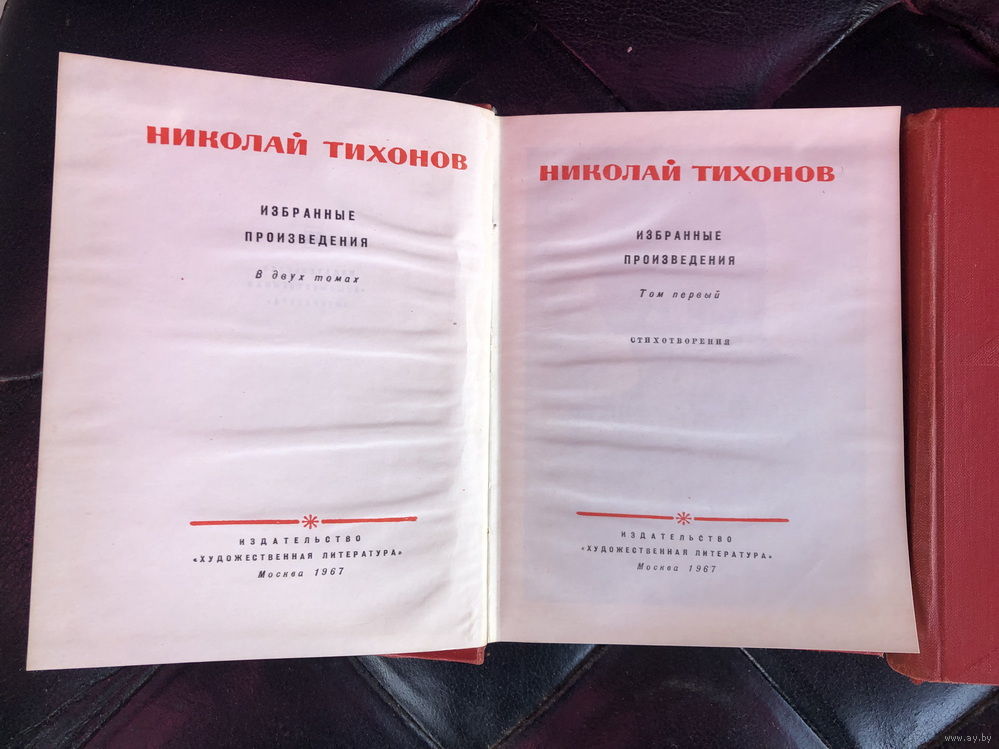 НИКОЛАЙ ТИХОНОВ
ИЗБРАННЫЕ
ПРОИЗВЕДЕНИЯ
В двух томах
ИЗДАТЕЛЬСТВО
«ХУДОЖЕСТВЕННАЯ ЛИТЕРАТУРА»
Москва 1967
НИКОЛАЙ ТИХОНОВ
ИЗБРАННЫЕ
ПРОИЗВЕДЕНИЯ
Том первый
СТИХОТВОРЕНИЯ
ИЗДАТЕЛЬСТВО
«ХУДОЖЕСТВЕННАЯ ЛИТЕРАТУРА»
Москва 1967
www.ay.by